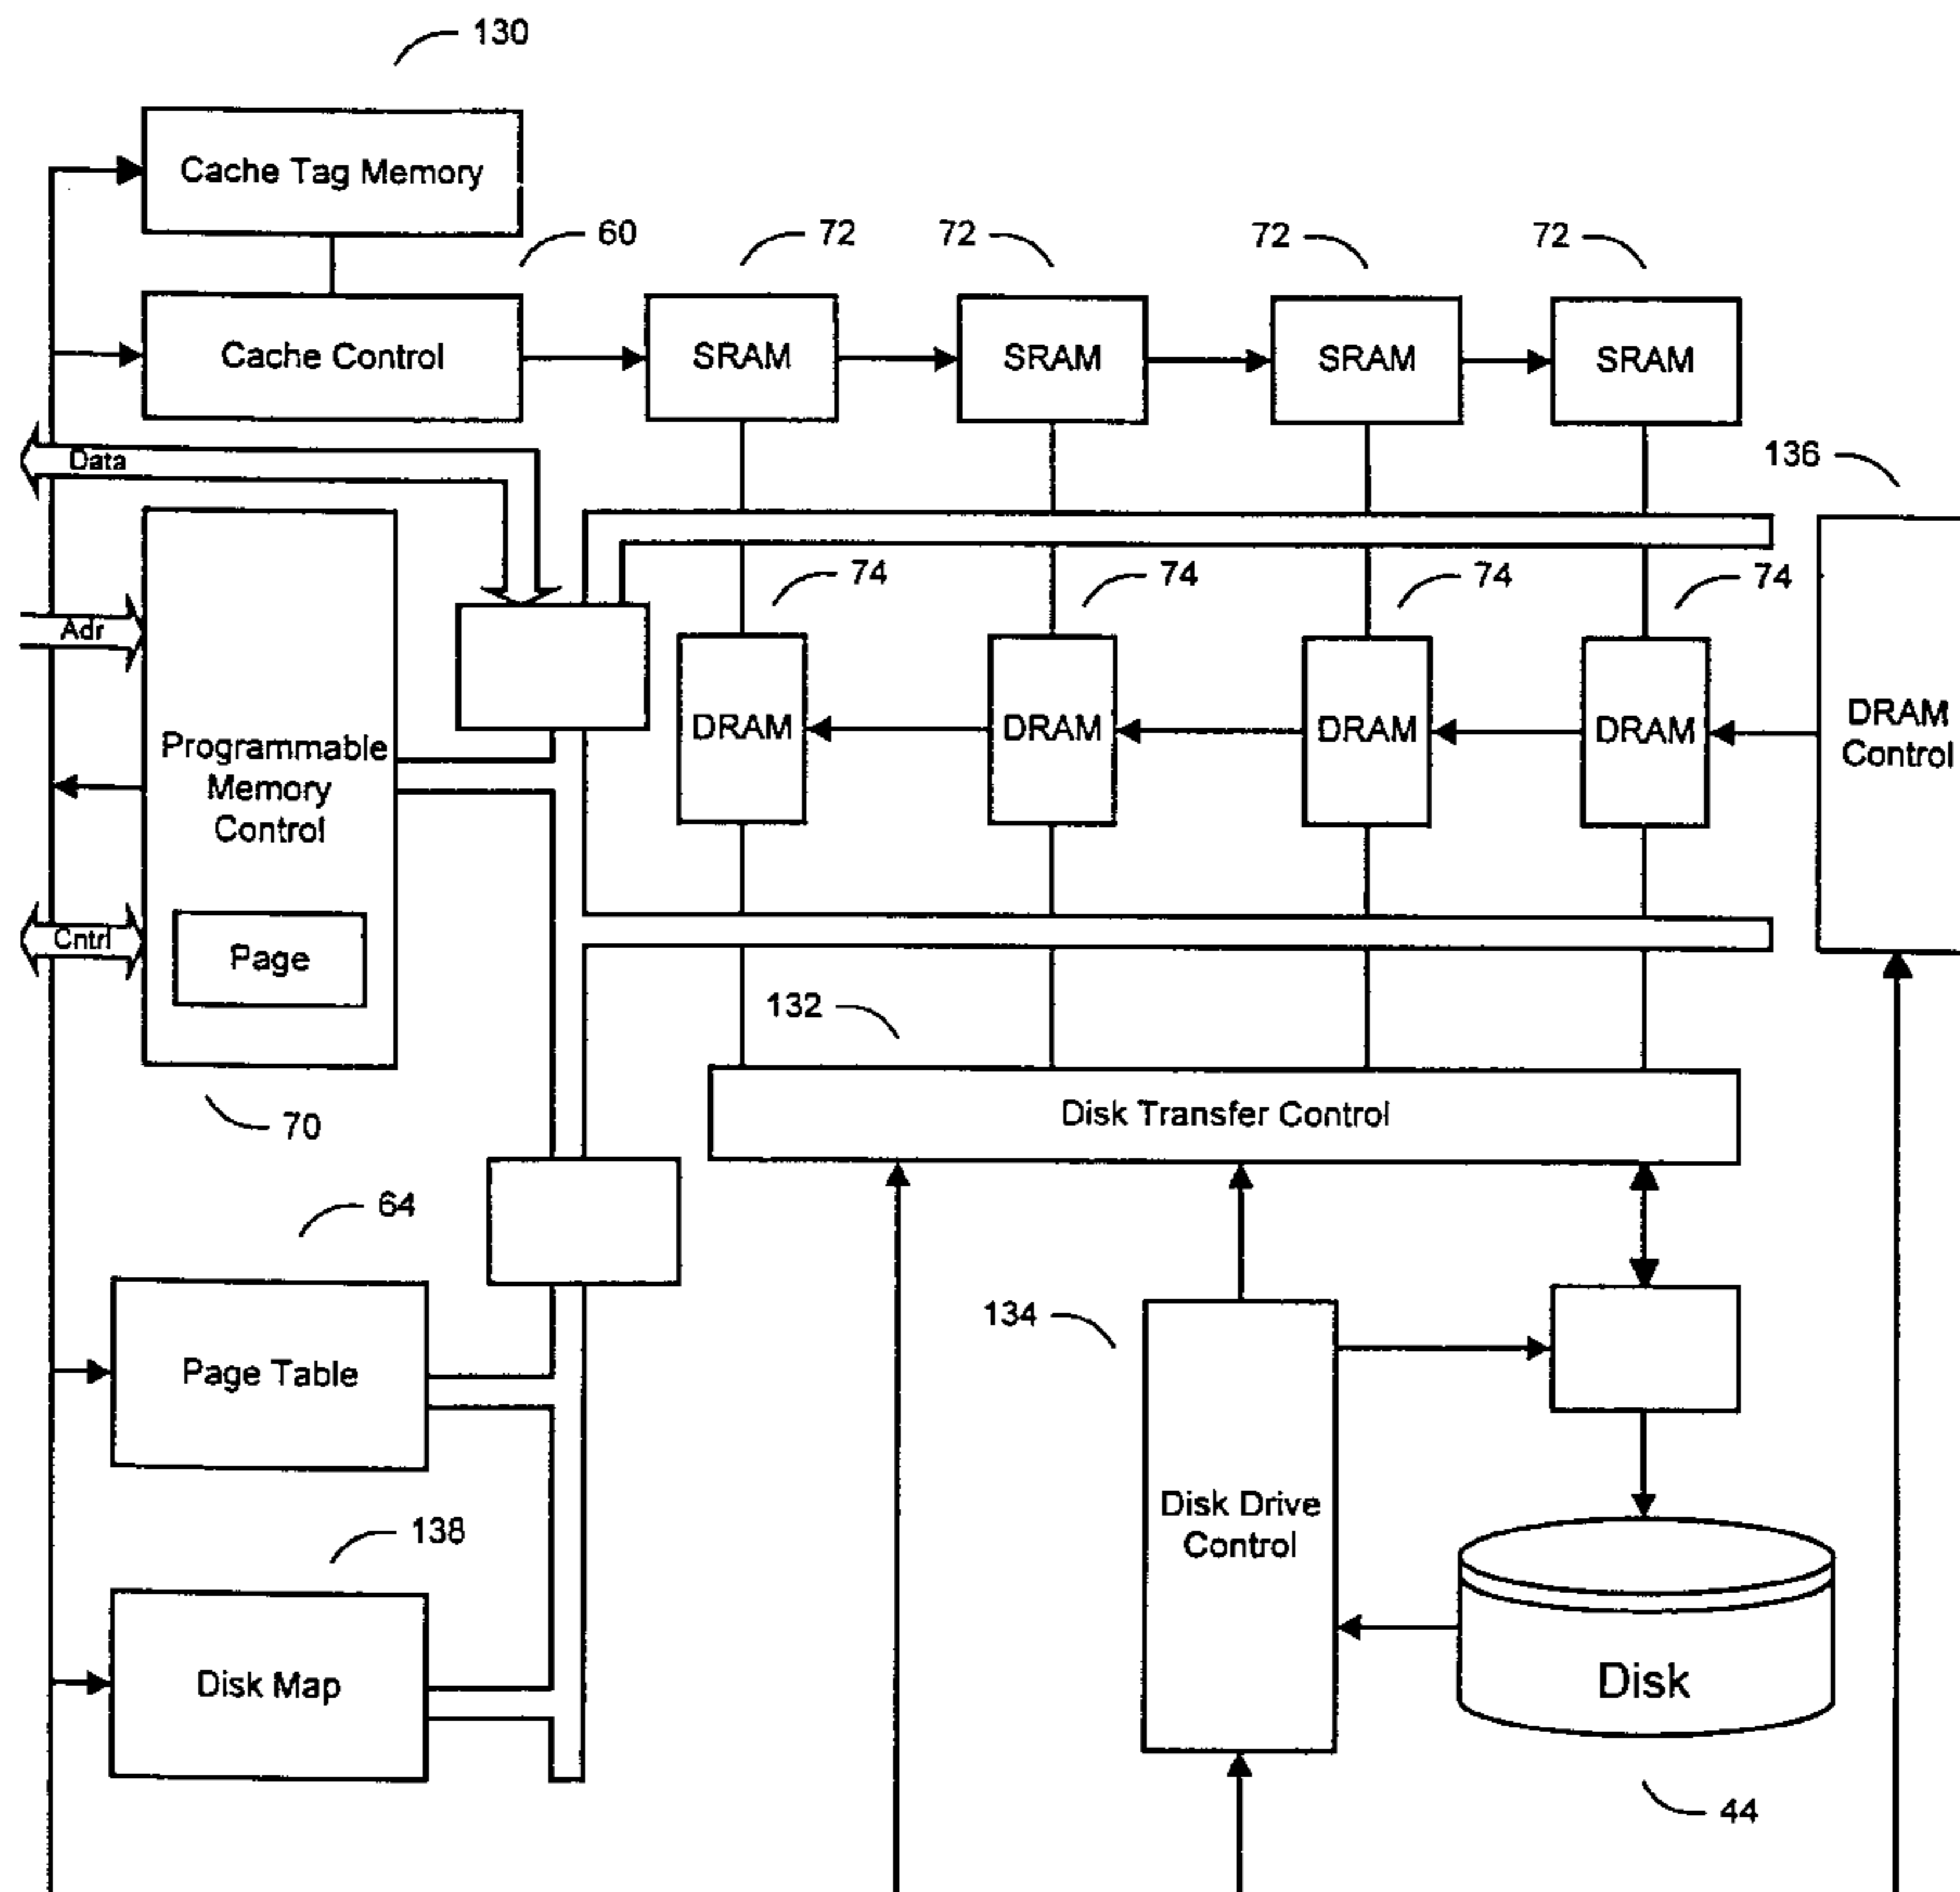 130
Cache Tag Memory
60
72
72
72
72
Cache Control
SRAM
SRAM
SRAM
SRAM
136
Data
74
74
74
74
Adr
DRAM
DRAM
DRAM
DRAM
DRAM
Control
Programmable
Memory
Control
Cntrl
Page
132
70
Disk Transfer Control
64
134
Page Table
Disk Drive
Control
138
Disk Map
Disk
44